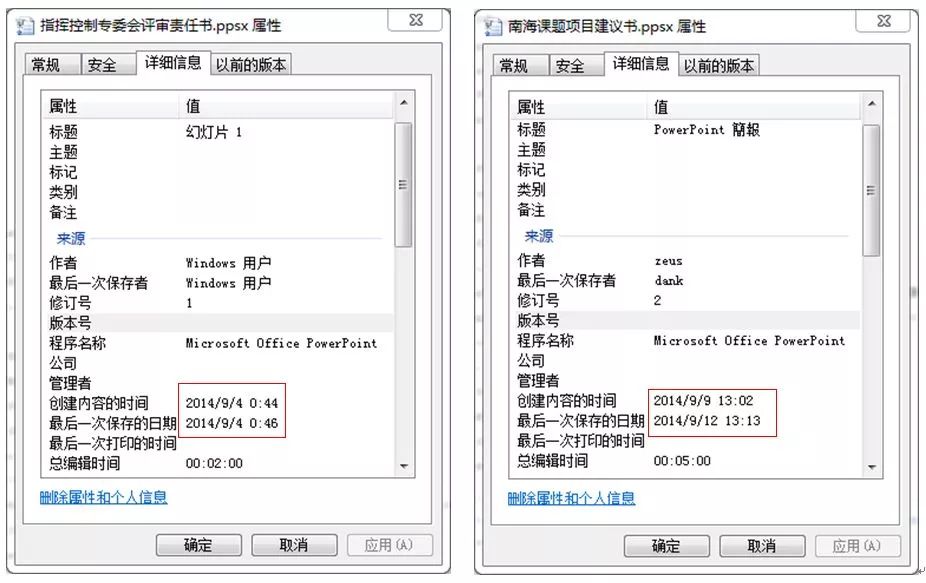 指挥控制专委会评审责任书.ppsx 属性
常规 安全 详细信息 以前的版本
属性 值
标题 幻灯片 1
主题
标记
类别
备注
来源
作者 Windows 用户
最后一次保存者 Windows 用户
修订号 1
版本号
程序名称 Microsoft Office PowerPoint
公司
管理者
创建内容的时间 2014/9/4 0:44
最后一次保存的日期 2014/9/4 0:46
最后一次打印的时间
总编辑时间 00:02:00
删除属性和个人信息
确定 取消 应用(A)
南海课题项目建议书.ppsx 属性
常规 安全 详细信息 以前的版本
属性 值
标题 PowerPoint 簡報
主题
标记
类别
备注
来源
作者 zeus
最后一次保存者 dank
修订号 2
版本号
程序名称 Microsoft Office PowerPoint
公司
管理者
创建内容的时间 2014/9/9 13:02
最后一次保存的日期 2014/9/12 13:13
最后一次打印的时间
总编辑时间 00:05:00
删除属性和个人信息
确定 取消 应用(A)